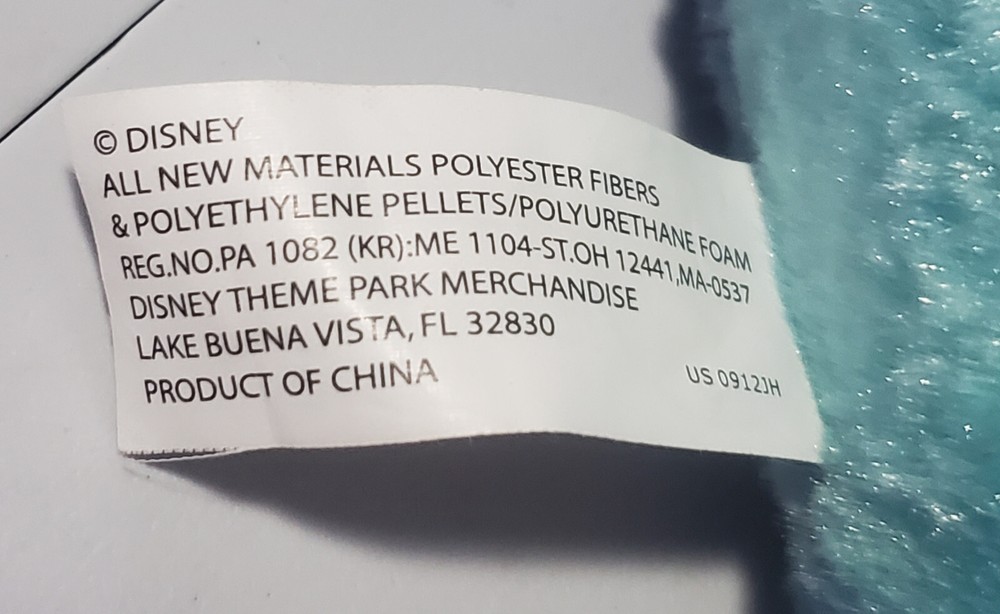 © DISNEY
ALL NEW MATERIALS POLYESTER FIBERS
& POLYETHYLENE PELLETS/POLYURETHANE FOAM
REG.NO.PA 1082 (KR):ME 1104-ST.OH 12441,MA-0537
DISNEY THEME PARK MERCHANDISE
LAKE BUENA VISTA, FL 32830
PRODUCT OF CHINA
US 0912JH